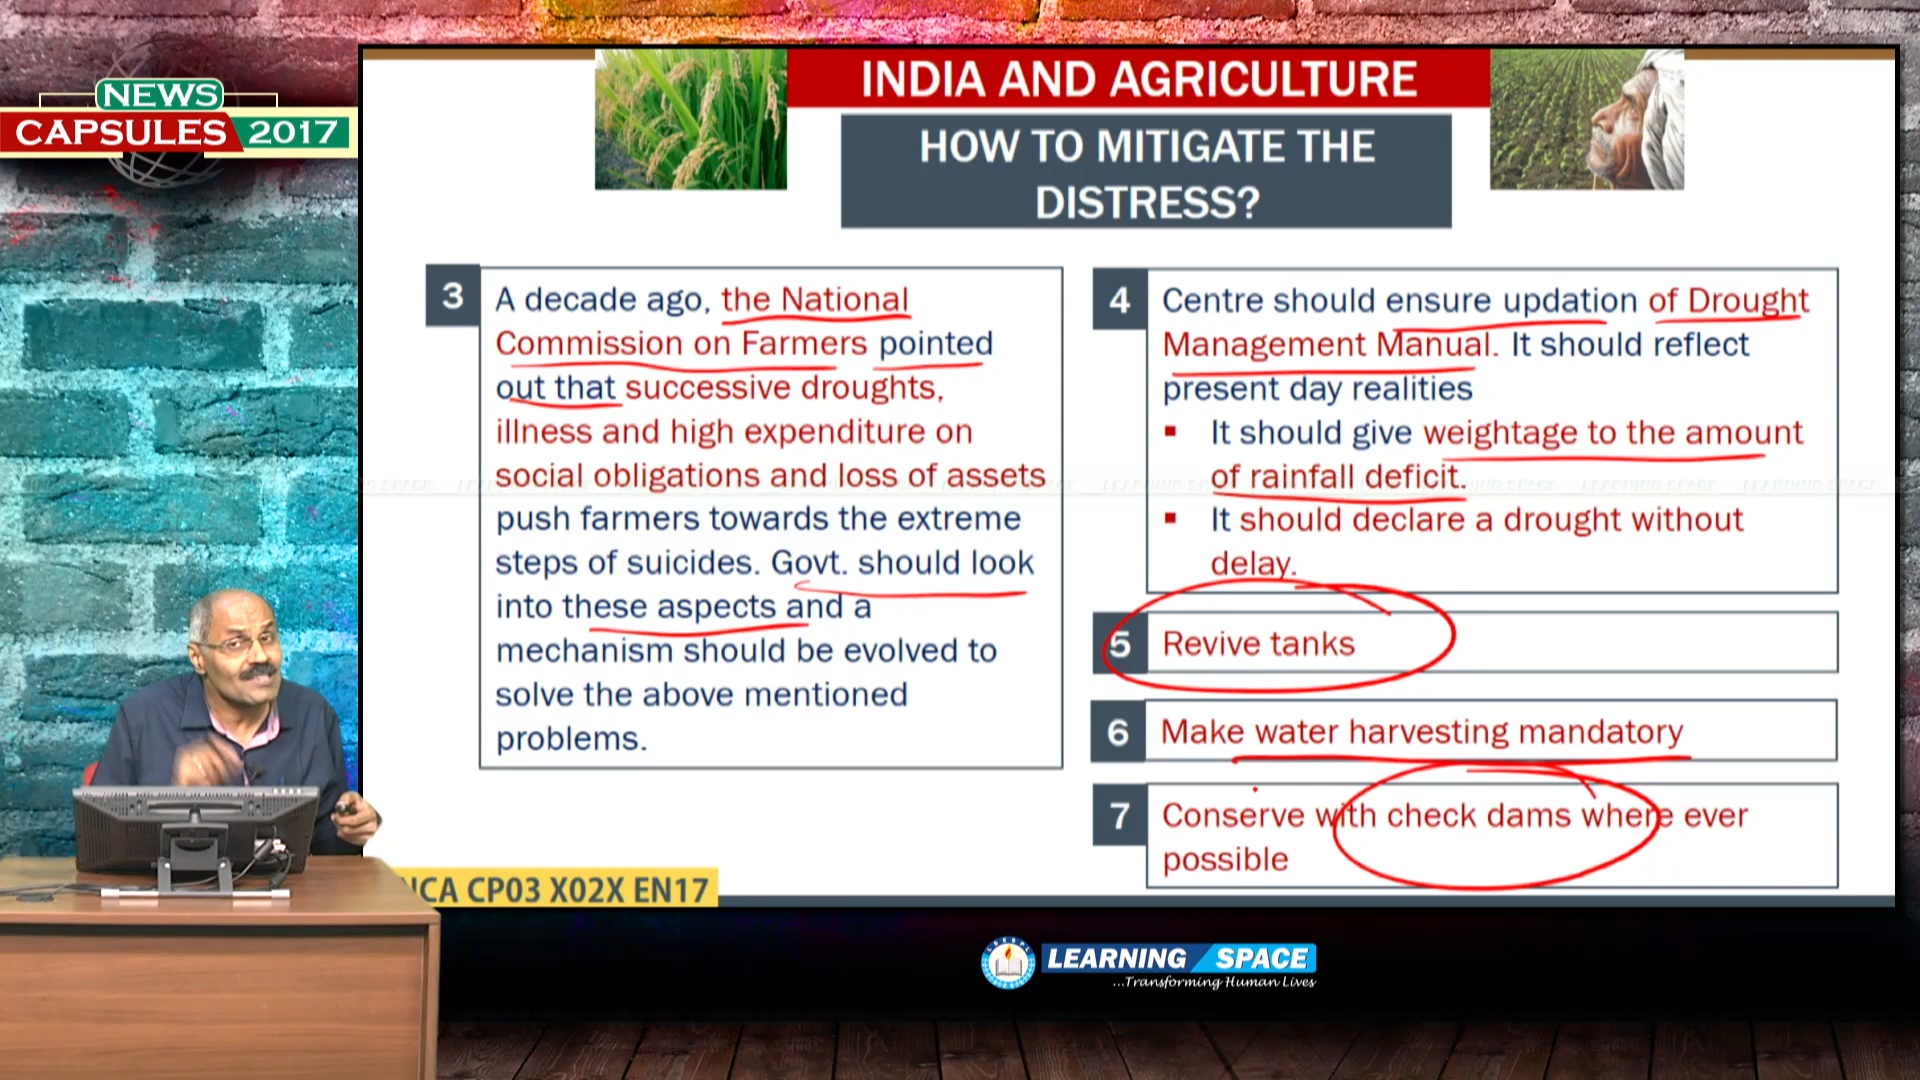 NEWS
CAPSULES 2017
INDIA AND AGRICULTURE
HOW TO MITIGATE THE
DISTRESS?
3
A decade ago, the National
Commission on Farmers pointed
out that successive droughts,
illness and high expenditure on
social obligations and loss of assets
push farmers towards the extreme
steps of suicides. Govt. should look
into these aspects and a
mechanism should be evolved to
solve the above mentioned
problems.
4
Centre should ensure updation of Drought
Management Manual. It should reflect
present day realities
▪ It should give weightage to the amount
of rainfall deficit.
▪ It should declare a drought without
delay.
5
Revive tanks
6
Make water harvesting mandatory
7
Conserve with check dams where ever
possible
CA CP03 X02X EN17
LEARNING SPACE
...Transforming Human Lives